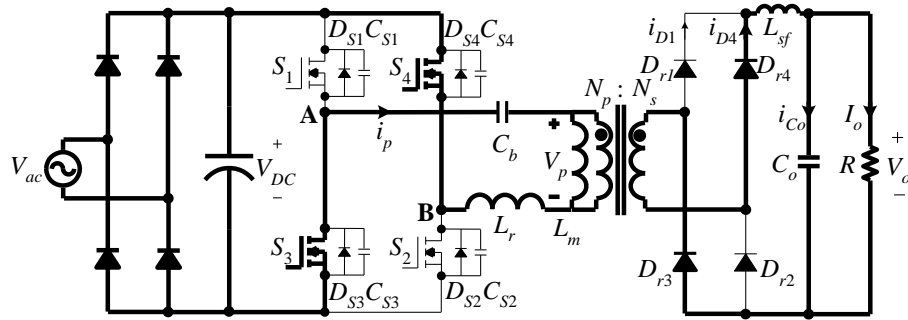 D_{S1} C_{S1}
D_{S4} C_{S4}
i_{D1}
i_{D4}
L_{sf}
S_1
S_4
D_{r1}
D_{r4}
N_p : N_s
A
i_p
C_b
+
V_p
-
i_{Co}
I_o
V_{ac}
+
V_{DC}
-
C_o
R
+
V_o
-
B
L_r
L_m
S_3
S_2
D_{r3}
D_{r2}
D_{S3} C_{S3}
D_{S2} C_{S2}